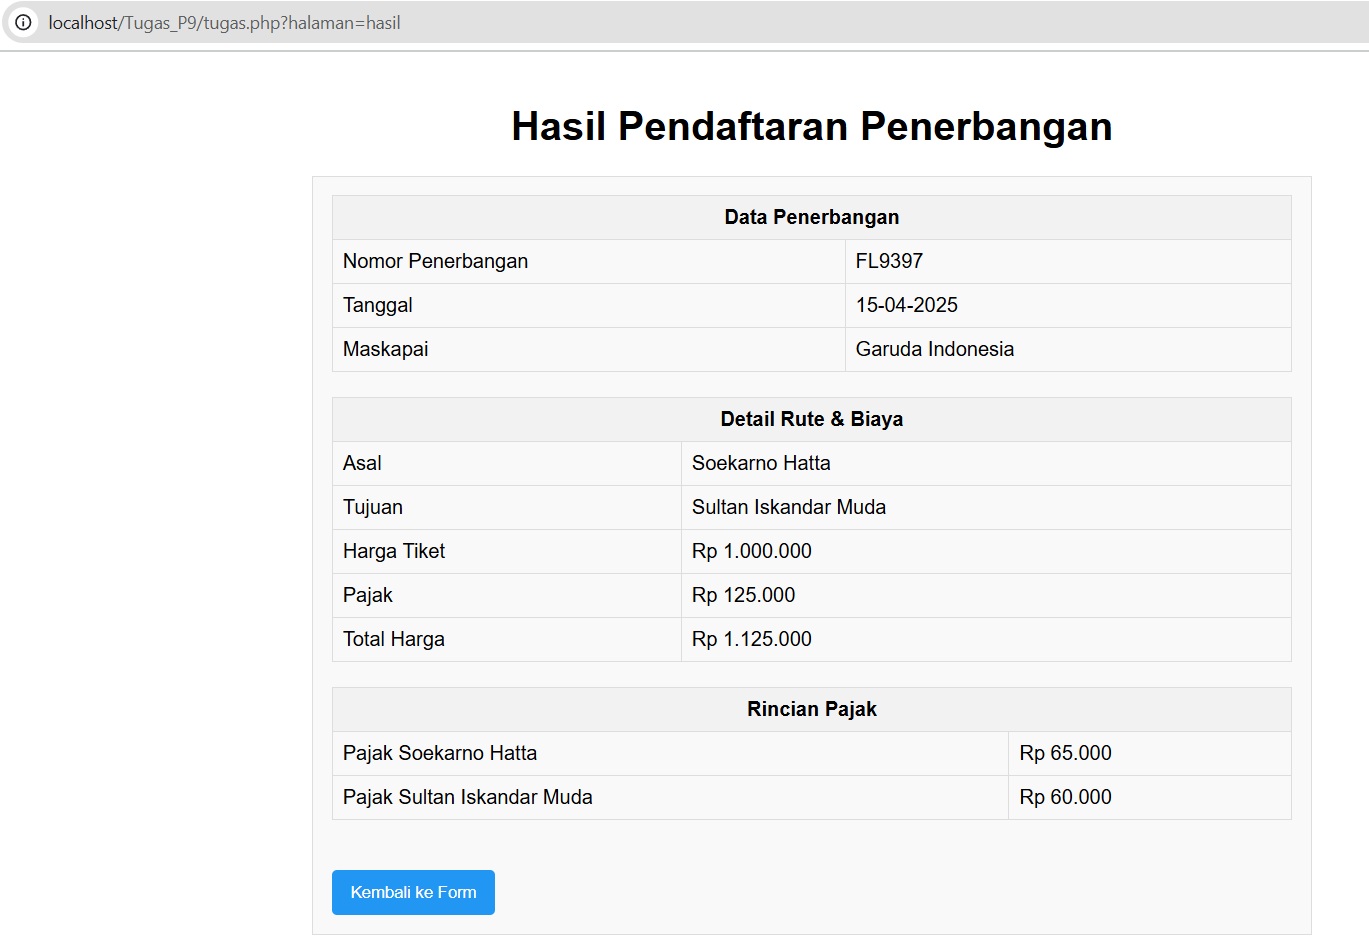 localhost/Tugas_P9/tugas.php?halaman=hasil
Hasil Pendaftaran Penerbangan
Data Penerbangan
Nomor Penerbangan FL9397
Tanggal 15-04-2025
Maskapai Garuda Indonesia
Detail Rute & Biaya
Asal Soekarno Hatta
Tujuan Sultan Iskandar Muda
Harga Tiket Rp 1.000.000
Pajak Rp 125.000
Total Harga Rp 1.125.000
Rincian Pajak
Pajak Soekarno Hatta Rp 65.000
Pajak Sultan Iskandar Muda Rp 60.000
Kembali ke Form